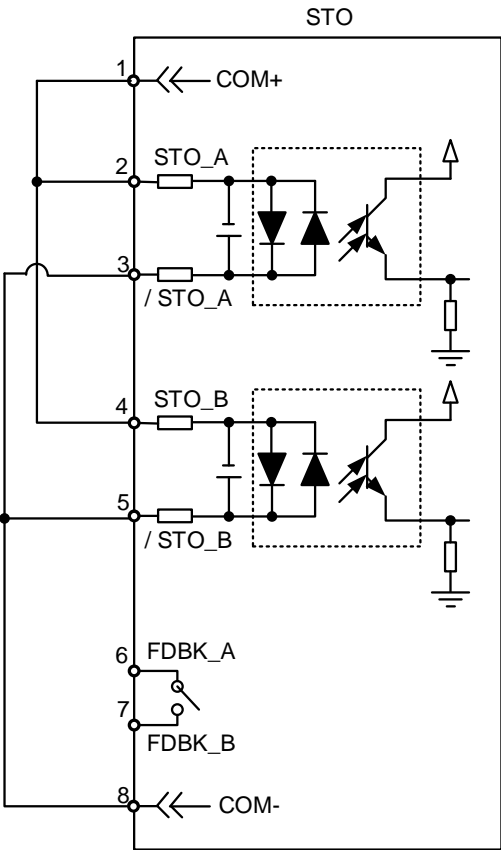 STO
1
COM+
2
STO_A
3
/ STO_A
4
STO_B
5
/ STO_B
6
FDBK_A
7
FDBK_B
8
COM-